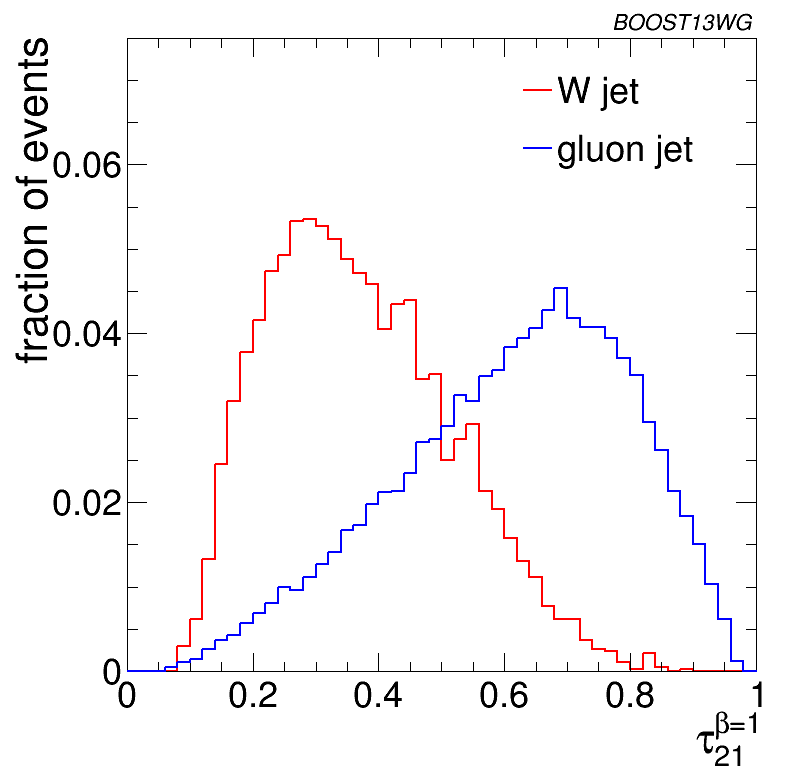 BOOST13WG
fraction of events
W jet
gluon jet
0.06
0.04
0.02
0
0 0.2 0.4 0.6 0.8 1
τ₂₁^β=1